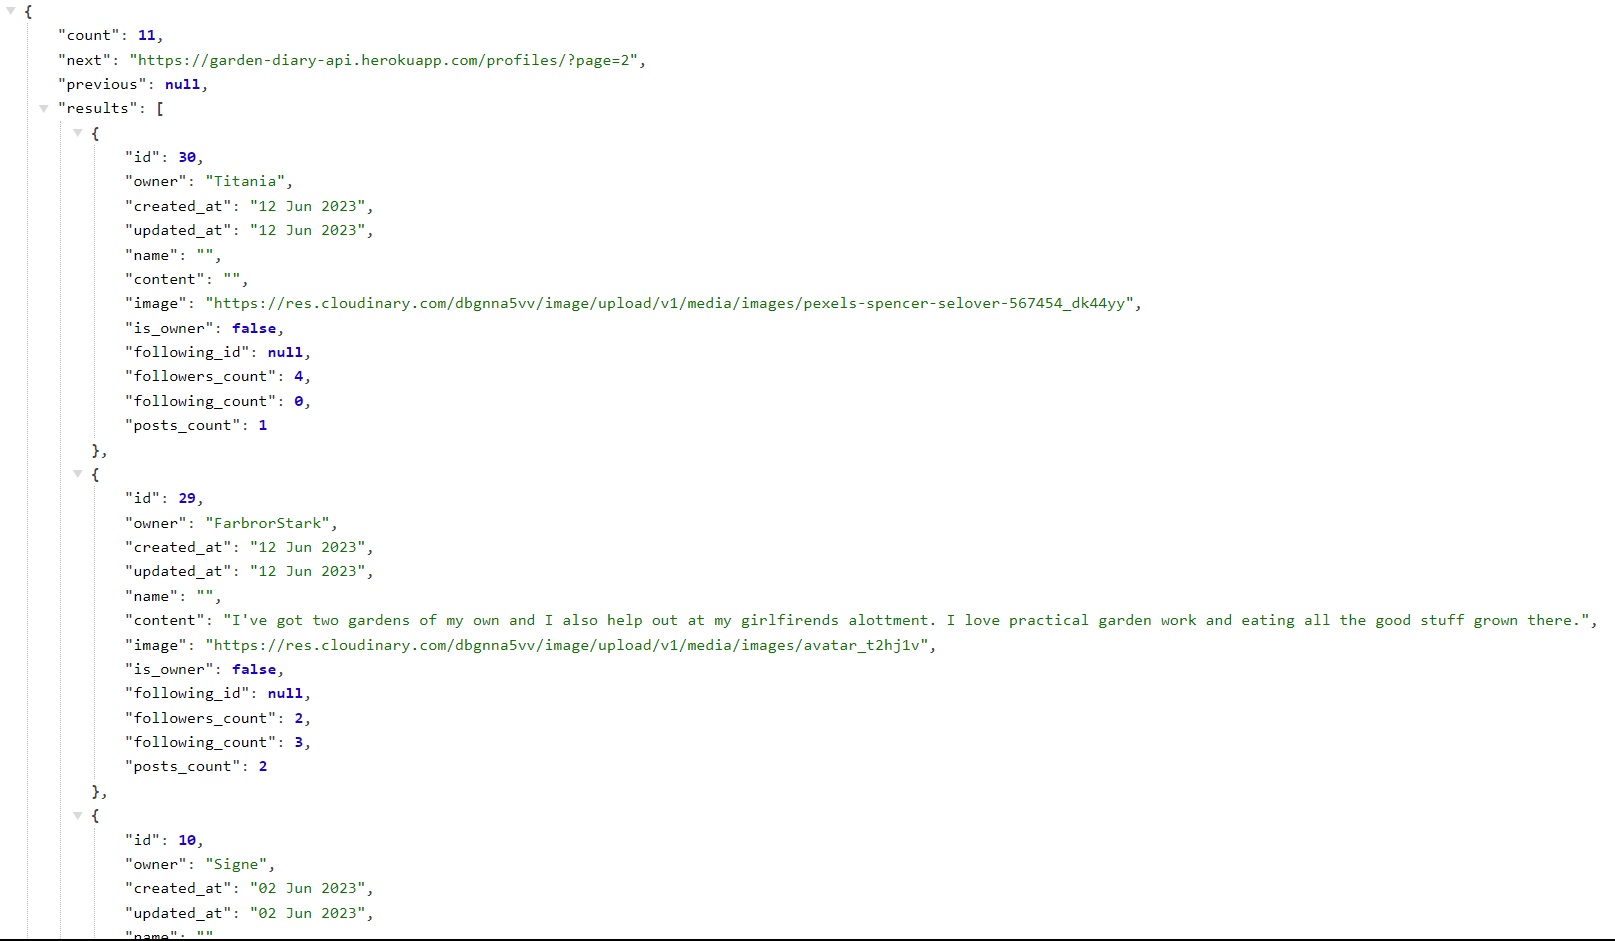 {
"count": 11,
"next": "https://garden-diary-api.herokuapp.com/profiles/?page=2",
"previous": null,
"results": [
{
"id": 30,
"owner": "Titania",
"created_at": "12 Jun 2023",
"updated_at": "12 Jun 2023",
"name": "",
"content": "",
"image": "https://res.cloudinary.com/dbgnna5vv/image/upload/v1/media/images/pexels-spencer-selover-567454_dk44yy",
"is_owner": false,
"following_id": null,
"followers_count": 4,
"following_count": 0,
"posts_count": 1
},
{
"id": 29,
"owner": "FarbrorStark",
"created_at": "12 Jun 2023",
"updated_at": "12 Jun 2023",
"name": "",
"content": "I've got two gardens of my own and I also help out at my girlfirends alottment. I love practical garden work and eating all the good stuff grown there.",
"image": "https://res.cloudinary.com/dbgnna5vv/image/upload/v1/media/images/avatar_t2hj1v",
"is_owner": false,
"following_id": null,
"followers_count": 2,
"following_count": 3,
"posts_count": 2
},
{
"id": 10,
"owner": "Signe",
"created_at": "02 Jun 2023",
"updated_at": "02 Jun 2023",
"name": ""